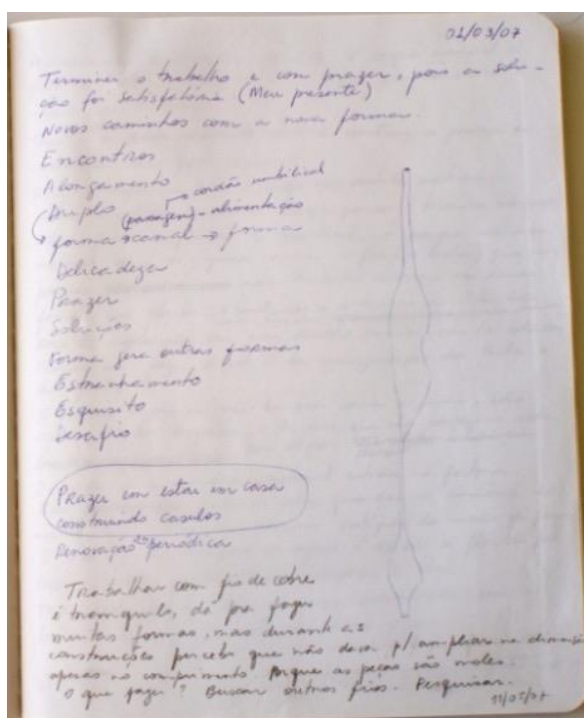 02/03/07
Terminei o trabalho e com prazer, pois a solu-
ção foi satisfatória (Meu presente)
Novos caminhos com a nova forma.
Encontros
Alongamento
→ cordão umbilical
Duplo (passagem) = alimentação
forma → canal → forma
Delicadeza
Prazer
Soluções
Forma gera outras formas
Estranhamento
Esquisito
Desafio
Prazer em estar em casa
construindo casulos
Renovação periódica
Trabalhar com fio de cobre
é tranquilo, dá pra fazer
muitas formas, mas durante as
construções percebi que não dava p/ ampliar na dimensão
apenas no comprimento. Porque as peças são moles.
O que fazer? Buscar outros fios. Pesquisar.